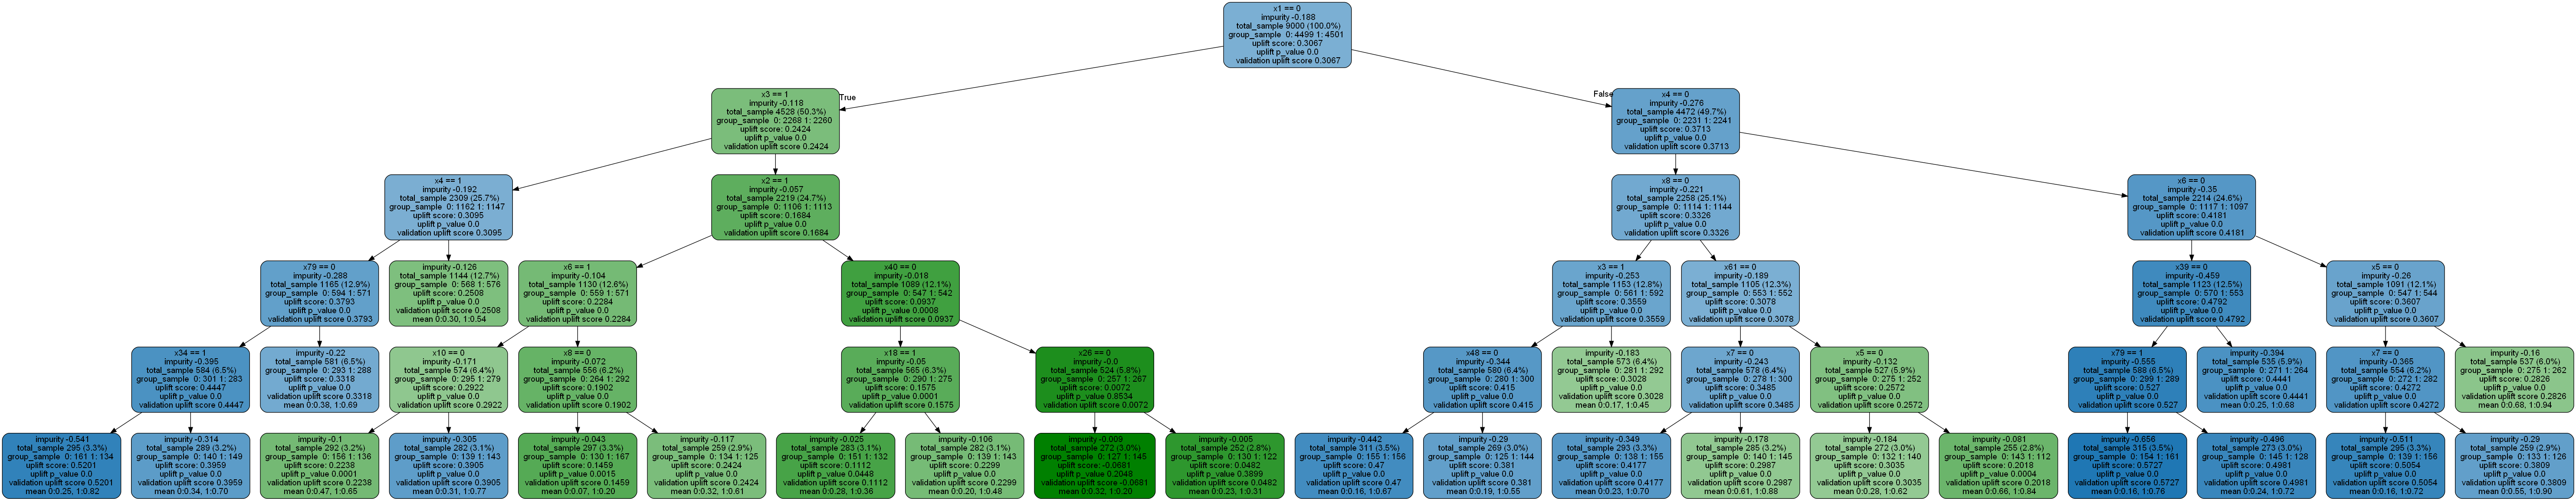 x1 == 0
impurity -0.188
total_sample 9000 (100.0%)
group_sample 0: 4499 1: 4501
uplift score: 0.3067
uplift p_value 0.0
validation uplift score 0.3067
True
False
x3 == 1
impurity -0.118
total_sample 4528 (50.3%)
group_sample 0: 2268 1: 2260
uplift score: 0.2424
uplift p_value 0.0
validation uplift score 0.2424
x4 == 0
impurity -0.276
total_sample 4472 (49.7%)
group_sample 0: 2231 1: 2241
uplift score: 0.3713
uplift p_value 0.0
validation uplift score 0.3713
x4 == 1
impurity -0.192
total_sample 2309 (25.7%)
group_sample 0: 1162 1: 1147
uplift score: 0.3095
uplift p_value 0.0
validation uplift score 0.3095
x2 == 1
impurity -0.057
total_sample 2219 (24.7%)
group_sample 0: 1106 1: 1113
uplift score: 0.1684
uplift p_value 0.0
validation uplift score 0.1684
x8 == 0
impurity -0.221
total_sample 2258 (25.1%)
group_sample 0: 1114 1: 1144
uplift score: 0.3326
uplift p_value 0.0
validation uplift score 0.3326
x6 == 0
impurity -0.35
total_sample 2214 (24.6%)
group_sample 0: 1117 1: 1097
uplift score: 0.4181
uplift p_value 0.0
validation uplift score 0.4181
x79 == 0
impurity -0.288
total_sample 1165 (12.9%)
group_sample 0: 594 1: 571
uplift score: 0.3793
uplift p_value 0.0
validation uplift score 0.3793
impurity -0.126
total_sample 1144 (12.7%)
group_sample 0: 568 1: 576
uplift score: 0.2508
uplift p_value 0.0
validation uplift score 0.2508
mean 0:0.30, 1:0.54
x6 == 1
impurity -0.104
total_sample 1130 (12.6%)
group_sample 0: 559 1: 571
uplift score: 0.2284
uplift p_value 0.0
validation uplift score 0.2284
x40 == 0
impurity -0.018
total_sample 1089 (12.1%)
group_sample 0: 547 1: 542
uplift score: 0.0937
uplift p_value 0.0008
validation uplift score 0.0937
x3 == 1
impurity -0.253
total_sample 1153 (12.8%)
group_sample 0: 561 1: 592
uplift score: 0.3559
uplift p_value 0.0
validation uplift score 0.3559
x61 == 0
impurity -0.189
total_sample 1105 (12.3%)
group_sample 0: 553 1: 552
uplift score: 0.3078
uplift p_value 0.0
validation uplift score 0.3078
x39 == 0
impurity -0.459
total_sample 1123 (12.5%)
group_sample 0: 570 1: 553
uplift score: 0.4792
uplift p_value 0.0
validation uplift score 0.4792
x5 == 0
impurity -0.26
total_sample 1091 (12.1%)
group_sample 0: 547 1: 544
uplift score: 0.3607
uplift p_value 0.0
validation uplift score 0.3607
x34 == 1
impurity -0.395
total_sample 584 (6.5%)
group_sample 0: 301 1: 283
uplift score: 0.4447
uplift p_value 0.0
validation uplift score 0.4447
impurity -0.22
total_sample 581 (6.5%)
group_sample 0: 293 1: 288
uplift score: 0.3318
uplift p_value 0.0
validation uplift score 0.3318
mean 0:0.38, 1:0.69
x10 == 0
impurity -0.171
total_sample 574 (6.4%)
group_sample 0: 295 1: 279
uplift score: 0.2922
uplift p_value 0.0
validation uplift score 0.2922
x8 == 0
impurity -0.072
total_sample 556 (6.2%)
group_sample 0: 264 1: 292
uplift score: 0.1902
uplift p_value 0.0
validation uplift score 0.1902
x18 == 1
impurity -0.05
total_sample 565 (6.3%)
group_sample 0: 290 1: 275
uplift score: 0.1575
uplift p_value 0.0001
validation uplift score 0.1575
x26 == 0
impurity -0.0
total_sample 524 (5.8%)
group_sample 0: 257 1: 267
uplift score: 0.0072
uplift p_value 0.8534
validation uplift score 0.0072
x48 == 0
impurity -0.344
total_sample 580 (6.4%)
group_sample 0: 280 1: 300
uplift score: 0.415
uplift p_value 0.0
validation uplift score 0.415
impurity -0.183
total_sample 573 (6.4%)
group_sample 0: 281 1: 292
uplift score: 0.3028
uplift p_value 0.0
validation uplift score 0.3028
mean 0:0.17, 1:0.45
x7 == 0
impurity -0.243
total_sample 578 (6.4%)
group_sample 0: 278 1: 300
uplift score: 0.3485
uplift p_value 0.0
validation uplift score 0.3485
x5 == 0
impurity -0.132
total_sample 527 (5.9%)
group_sample 0: 275 1: 252
uplift score: 0.2572
uplift p_value 0.0
validation uplift score 0.2572
x79 == 1
impurity -0.555
total_sample 588 (6.5%)
group_sample 0: 299 1: 289
uplift score: 0.527
uplift p_value 0.0
validation uplift score 0.527
impurity -0.394
total_sample 535 (5.9%)
group_sample 0: 271 1: 264
uplift score: 0.4441
uplift p_value 0.0
validation uplift score 0.4441
mean 0:0.25, 1:0.68
x7 == 0
impurity -0.365
total_sample 554 (6.2%)
group_sample 0: 272 1: 282
uplift score: 0.4272
uplift p_value 0.0
validation uplift score 0.4272
impurity -0.16
total_sample 537 (6.0%)
group_sample 0: 275 1: 262
uplift score: 0.2826
uplift p_value 0.0
validation uplift score 0.2826
mean 0:0.68, 1:0.94
impurity -0.541
total_sample 295 (3.3%)
group_sample 0: 161 1: 134
uplift score: 0.5201
uplift p_value 0.0
validation uplift score 0.5201
mean 0:0.25, 1:0.82
impurity -0.314
total_sample 289 (3.2%)
group_sample 0: 140 1: 149
uplift score: 0.3959
uplift p_value 0.0
validation uplift score 0.3959
mean 0:0.34, 1:0.70
impurity -0.1
total_sample 292 (3.2%)
group_sample 0: 156 1: 136
uplift score: 0.2238
uplift p_value 0.0001
validation uplift score 0.2238
mean 0:0.47, 1:0.65
impurity -0.305
total_sample 282 (3.1%)
group_sample 0: 139 1: 143
uplift score: 0.3905
uplift p_value 0.0
validation uplift score 0.3905
mean 0:0.31, 1:0.77
impurity -0.043
total_sample 297 (3.3%)
group_sample 0: 130 1: 167
uplift score: 0.1459
uplift p_value 0.0015
validation uplift score 0.1459
mean 0:0.07, 1:0.20
impurity -0.117
total_sample 259 (2.9%)
group_sample 0: 134 1: 125
uplift score: 0.2424
uplift p_value 0.0
validation uplift score 0.2424
mean 0:0.32, 1:0.61
impurity -0.025
total_sample 283 (3.1%)
group_sample 0: 151 1: 132
uplift score: 0.1112
uplift p_value 0.0448
validation uplift score 0.1112
mean 0:0.28, 1:0.36
impurity -0.106
total_sample 282 (3.1%)
group_sample 0: 139 1: 143
uplift score: 0.2299
uplift p_value 0.0
validation uplift score 0.2299
mean 0:0.20, 1:0.48
impurity -0.009
total_sample 272 (3.0%)
group_sample 0: 127 1: 145
uplift score: -0.0681
uplift p_value 0.2048
validation uplift score -0.0681
mean 0:0.32, 1:0.20
impurity -0.005
total_sample 252 (2.8%)
group_sample 0: 130 1: 122
uplift score: 0.0482
uplift p_value 0.3899
validation uplift score 0.0482
mean 0:0.23, 1:0.31
impurity -0.442
total_sample 311 (3.5%)
group_sample 0: 155 1: 156
uplift score: 0.47
uplift p_value 0.0
validation uplift score 0.47
mean 0:0.16, 1:0.67
impurity -0.29
total_sample 269 (3.0%)
group_sample 0: 125 1: 144
uplift score: 0.381
uplift p_value 0.0
validation uplift score 0.381
mean 0:0.19, 1:0.55
impurity -0.349
total_sample 293 (3.3%)
group_sample 0: 138 1: 155
uplift score: 0.4177
uplift p_value 0.0
validation uplift score 0.4177
mean 0:0.23, 1:0.70
impurity -0.178
total_sample 285 (3.2%)
group_sample 0: 140 1: 145
uplift score: 0.2987
uplift p_value 0.0
validation uplift score 0.2987
mean 0:0.61, 1:0.88
impurity -0.184
total_sample 272 (3.0%)
group_sample 0: 132 1: 140
uplift score: 0.3035
uplift p_value 0.0
validation uplift score 0.3035
mean 0:0.28, 1:0.62
impurity -0.081
total_sample 255 (2.8%)
group_sample 0: 143 1: 112
uplift score: 0.2018
uplift p_value 0.0004
validation uplift score 0.2018
mean 0:0.66, 1:0.84
impurity -0.656
total_sample 315 (3.5%)
group_sample 0: 154 1: 161
uplift score: 0.5727
uplift p_value 0.0
validation uplift score 0.5727
mean 0:0.16, 1:0.76
impurity -0.496
total_sample 273 (3.0%)
group_sample 0: 145 1: 128
uplift score: 0.4981
uplift p_value 0.0
validation uplift score 0.4981
mean 0:0.24, 1:0.72
impurity -0.511
total_sample 295 (3.3%)
group_sample 0: 139 1: 156
uplift score: 0.5054
uplift p_value 0.0
validation uplift score 0.5054
mean 0:0.16, 1:0.72
impurity -0.29
total_sample 259 (2.9%)
group_sample 0: 133 1: 126
uplift score: 0.3809
uplift p_value 0.0
validation uplift score 0.3809
mean 0:0.55, 1:0.90